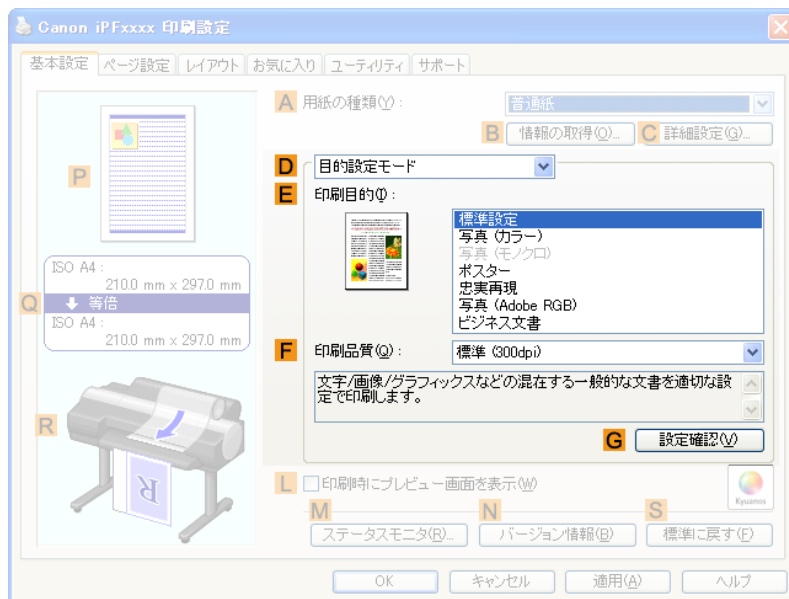 Canon iPFxxxx 印刷設定
基本設定 ページ設定 レイアウト お気に入り ユーティリティ サポート
A 用紙の種類(Y): 普通紙
B 情報の取得(O)... C 詳細設定(G)...
P
D 目的設定モード
E 印刷目的(I):
標準設定
写真 (カラー)
写真 (モノクロ)
ポスター
忠実再現
写真 (Adobe RGB)
ビジネス文書
ISO A4:
210.0 mm x 297.0 mm
Q 等倍
ISO A4:
210.0 mm x 297.0 mm
F 印刷品質(Q): 標準 (300dpi)
文字/画像/グラフィックスなどの混在する一般的な文書を適切な設
定で印刷します。
G 設定確認(V)
R
R
L 印刷時にプレビュー画面を表示(W)
Kyuanos
M N S
ステータスモニタ(R)... バージョン情報(B) 標準に戻す(F)
OK キャンセル 適用(A) ヘルプ